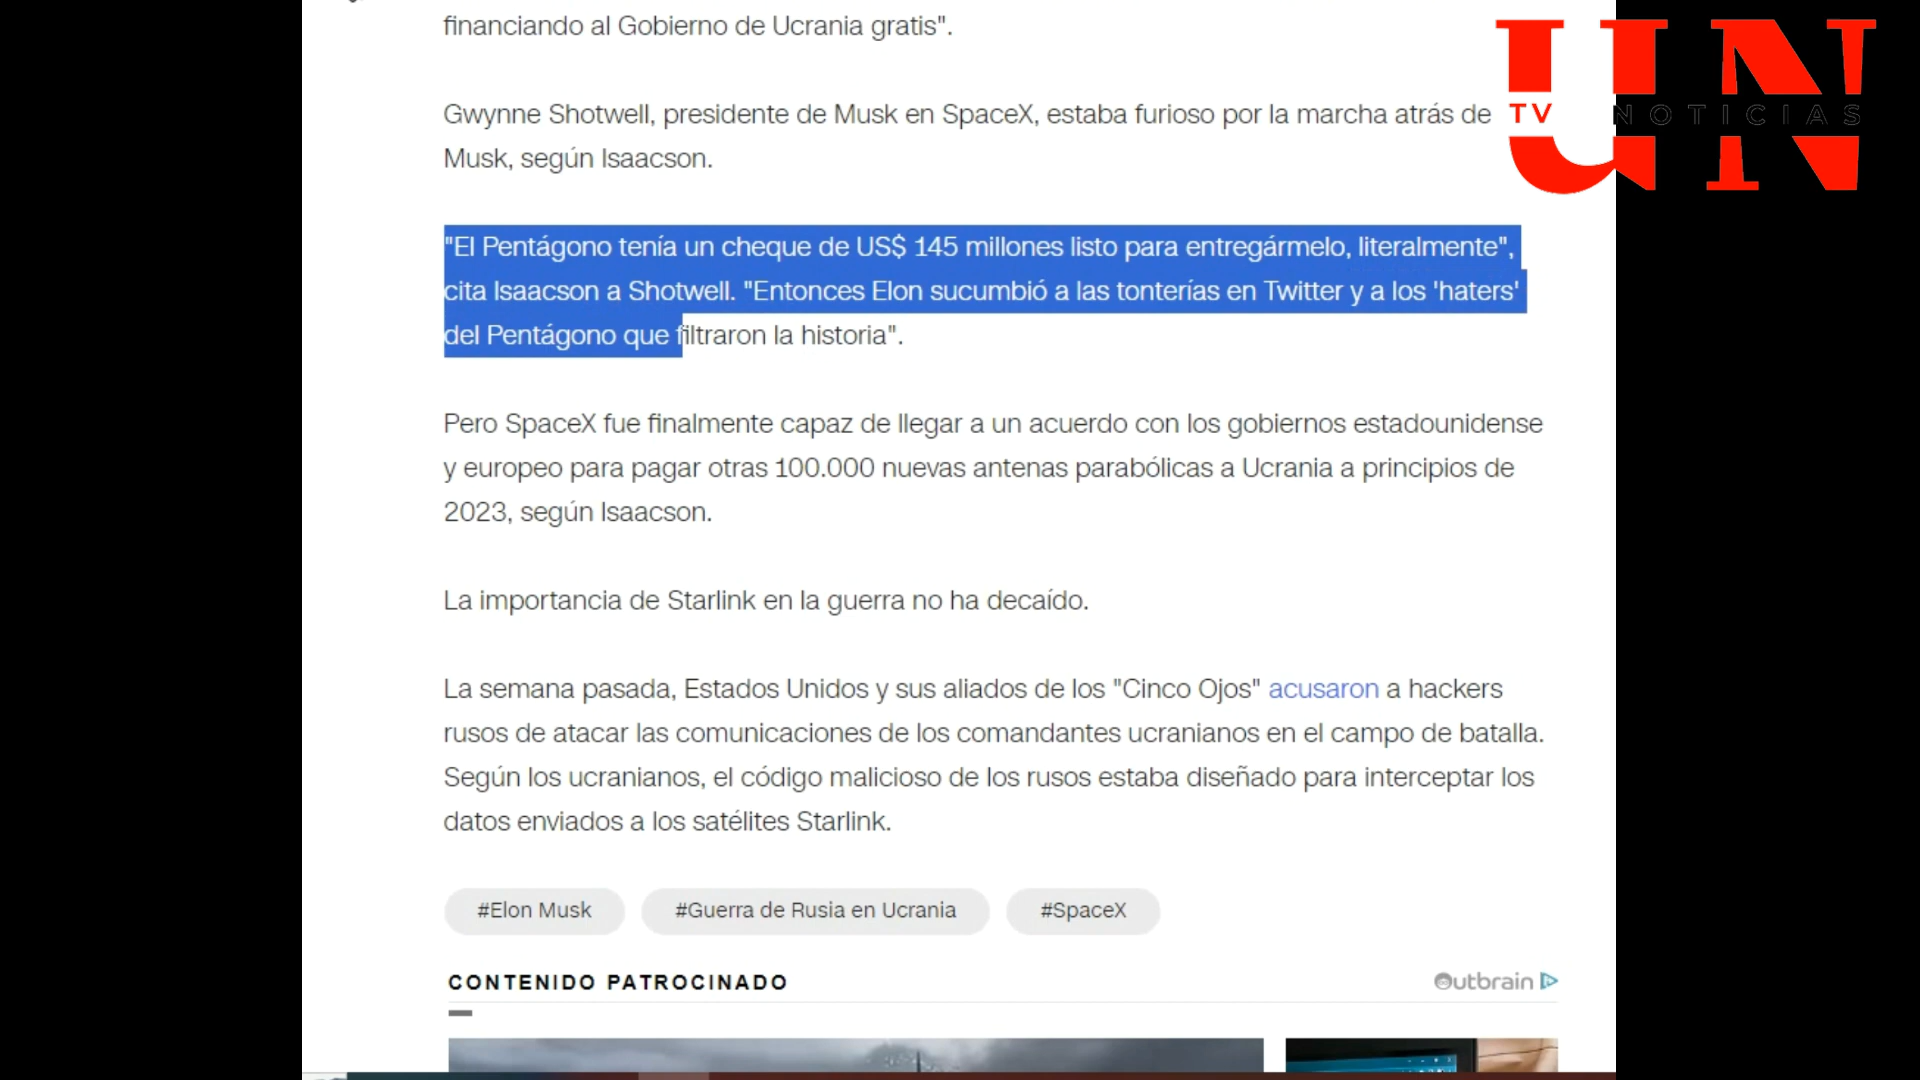 financiando al Gobierno de Ucrania gratis".
Gwynne Shotwell, presidente de Musk en SpaceX, estaba furioso por la marcha atrás de
Musk, según Isaacson.
UN
TV NOTICIAS
"El Pentágono tenía un cheque de US$ 145 millones listo para entregármelo, literalmente",
cita Isaacson a Shotwell. "Entonces Elon sucumbió a las tonterías en Twitter y a los 'haters'
del Pentágono que filtraron la historia".
Pero SpaceX fue finalmente capaz de llegar a un acuerdo con los gobiernos estadounidense
y europeo para pagar otras 100.000 nuevas antenas parabólicas a Ucrania a principios de
2023, según Isaacson.
La importancia de Starlink en la guerra no ha decaído.
La semana pasada, Estados Unidos y sus aliados de los "Cinco Ojos" acusaron a hackers
rusos de atacar las comunicaciones de los comandantes ucranianos en el campo de batalla.
Según los ucranianos, el código malicioso de los rusos estaba diseñado para interceptar los
datos enviados a los satélites Starlink.
#Elon Musk #Guerra de Rusia en Ucrania #SpaceX
CONTENIDO PATROCINADO
Outbrain